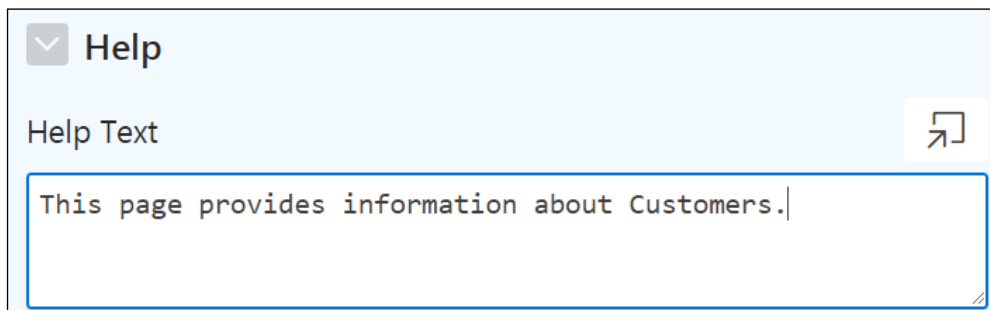 Help
Help Text
This page provides information about Customers.